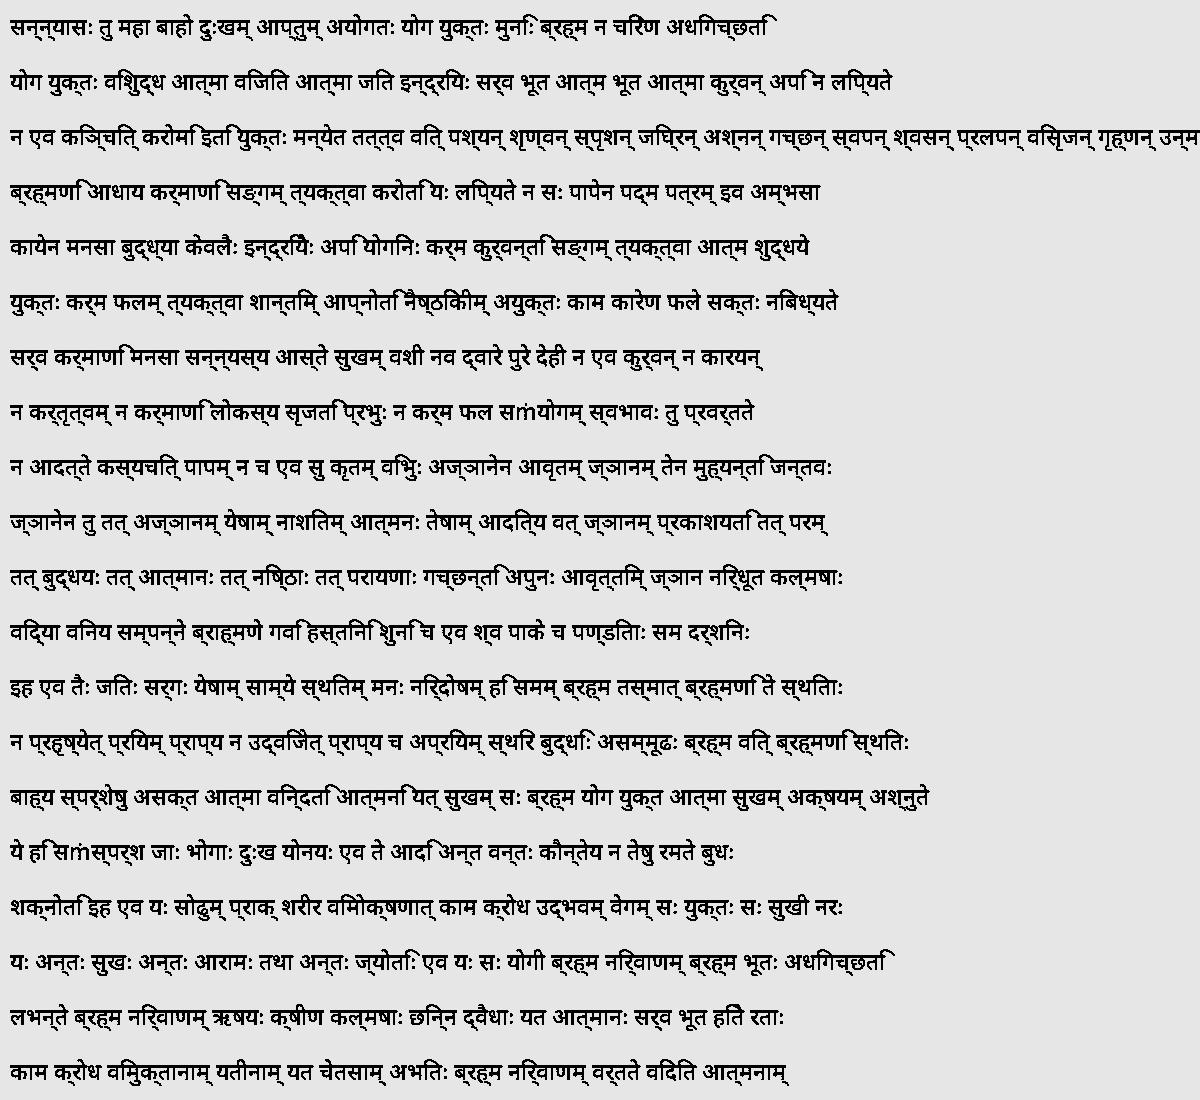 सन्न्यासः तु महा बाहो दुःखम् आप्तुम् अयोगतः योग युक्तः मुनिः ब्रह्म न चिरेण अधिगच्छति
योग युक्तः विशुद्ध आत्मा विजित आत्मा जित इन्द्रियः सर्व भूत आत्म भूत आत्मा कुर्वन् अपि न लिप्यते
न एव किञ्चित् करोमि इति युक्तः मन्येत तत्त्व वित् पश्यन् शृण्वन् स्पृशन् जिघ्रन् अश्नन् गच्छन् स्वपन् श्वसन् प्रलपन् विसृजन् गृह्णन् उन्म
ब्रह्मणि आधाय कर्माणि सङ्गम् त्यक्त्वा करोति यः लिप्यते न सः पापेन पद्म पत्रम् इव अम्भसा
कायेन मनसा बुद्ध्या केवलैः इन्द्रियैः अपि योगिनः कर्म कुर्वन्ति सङ्गम् त्यक्त्वा आत्म शुद्धये
युक्तः कर्म फलम् त्यक्त्वा शान्तिम् आप्नोति नैष्ठिकीम् अयुक्तः काम कारेण फले सक्तः निबध्यते
सर्व कर्माणि मनसा सन्न्यस्य आस्ते सुखम् वशी नव द्वारे पुरे देही न एव कुर्वन् न कारयन्
न कर्तृत्वम् न कर्माणि लोकस्य सृजति प्रभुः न कर्म फल सṁयोगम् स्वभावः तु प्रवर्तते
न आदत्ते कस्यचित् पापम् न च एव सु कृतम् विभुः अज्ञानेन आवृतम् ज्ञानम् तेन मुह्यन्ति जन्तवः
ज्ञानेन तु तत् अज्ञानम् येषाम् नाशितम् आत्मनः तेषाम् आदित्य वत् ज्ञानम् प्रकाशयति तत् परम्
तत् बुद्धयः तत् आत्मानः तत् निष्ठाः तत् परायणाः गच्छन्ति अपुनः आवृत्तिम् ज्ञान निर्धूत कल्मषाः
विद्या विनय सम्पन्ने ब्राह्मणे गवि हस्तिनि शुनि च एव श्व पाके च पण्डिताः सम दर्शिनः
इह एव तैः जितः सर्गः येषाम् साम्ये स्थितम् मनः निर्दोषम् हि समम् ब्रह्म तस्मात् ब्रह्मणि ते स्थिताः
न प्रहृष्येत् प्रियम् प्राप्य न उद्विजेत् प्राप्य च अप्रियम् स्थिर बुद्धिः असम्मूढः ब्रह्म वित् ब्रह्मणि स्थितः
बाह्य स्पर्शेषु असक्त आत्मा विन्दति आत्मनि यत् सुखम् सः ब्रह्म योग युक्त आत्मा सुखम् अक्षयम् अश्नुते
ये हि सṁस्पर्श जाः भोगाः दुःख योनयः एव ते आदि अन्त वन्तः कौन्तेय न तेषु रमते बुधः
शक्नोति इह एव यः सोढुम् प्राक् शरीर विमोक्षणात् काम क्रोध उद्भवम् वेगम् सः युक्तः सः सुखी नरः
यः अन्तः सुखः अन्तः आरामः तथा अन्तः ज्योतिः एव यः सः योगी ब्रह्म निर्वाणम् ब्रह्म भूतः अधिगच्छति
लभन्ते ब्रह्म निर्वाणम् ऋषयः क्षीण कल्मषाः छिन्न द्वैधाः यत आत्मानः सर्व भूत हिते रताः
काम क्रोध विमुक्तानाम् यतीनाम् यत चेतसाम् अभितः ब्रह्म निर्वाणम् वर्तते विदित आत्मनाम्